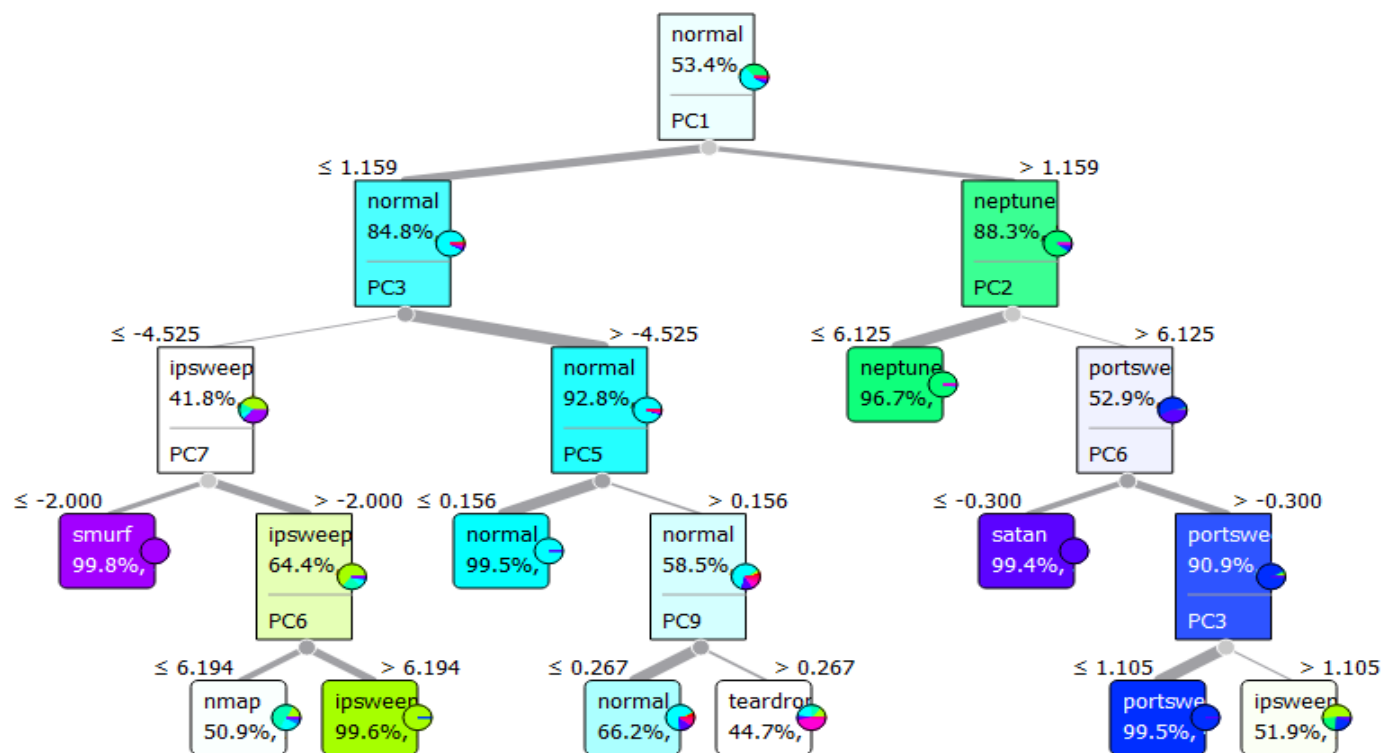 normal
53.4%,
PC1
≤ 1.159
> 1.159
normal
84.8%,
PC3
neptune
88.3%,
PC2
≤ -4.525
> -4.525
≤ 6.125
> 6.125
ipsweep
41.8%,
PC7
normal
92.8%,
PC5
neptune
96.7%,
portswe
52.9%,
PC6
≤ -2.000
> -2.000
≤ 0.156
> 0.156
≤ -0.300
> -0.300
smurf
99.8%,
ipsweep
64.4%,
PC6
normal
99.5%,
normal
58.5%,
PC9
satan
99.4%,
portswe
90.9%,
PC3
≤ 6.194
> 6.194
≤ 0.267
> 0.267
≤ 1.105
> 1.105
nmap
50.9%,
ipsweep
99.6%,
normal
66.2%,
teardrop
44.7%,
portswe
99.5%,
ipsweep
51.9%,